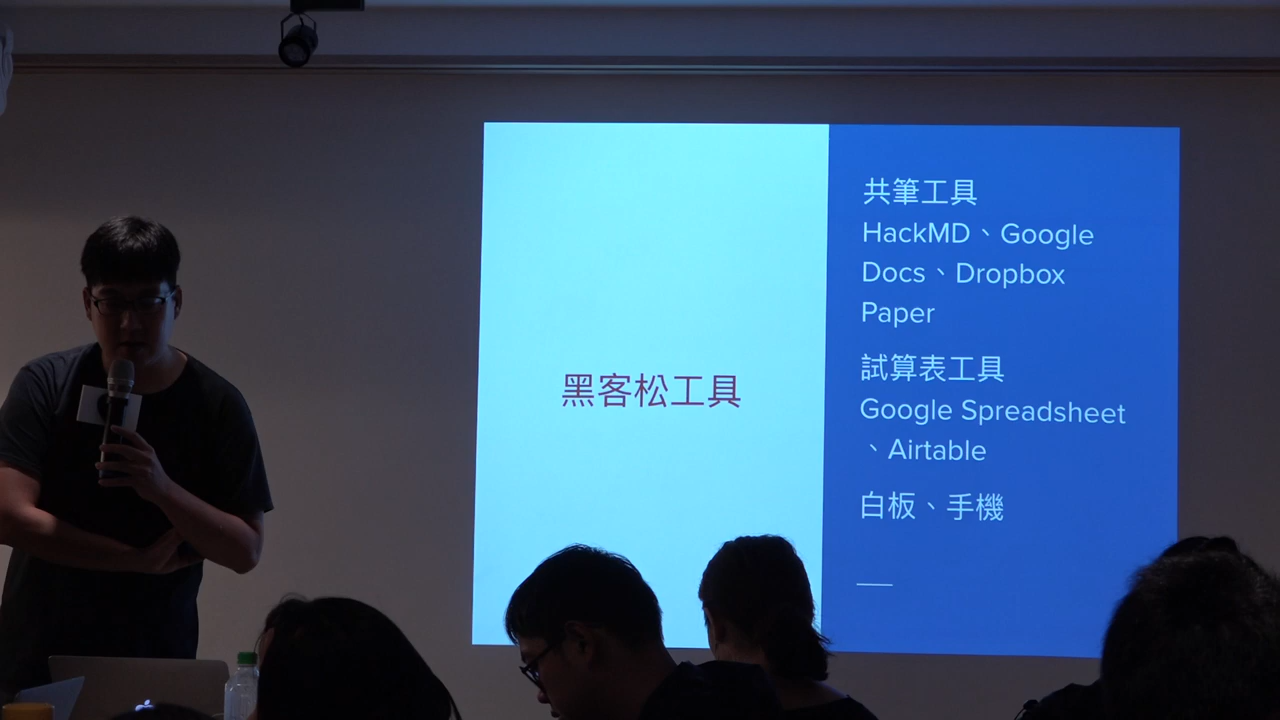 黑客松工具
共筆工具
HackMD、Google
Docs、Dropbox
Paper
試算表工具
Google Spreadsheet
、Airtable
白板、手機